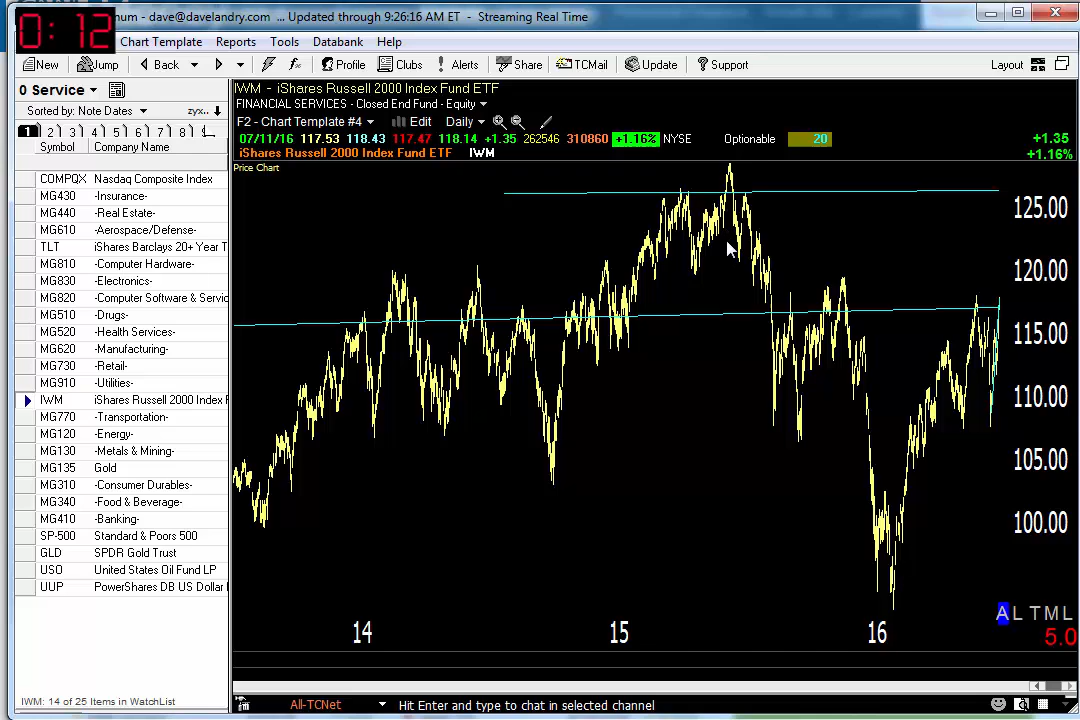 0:12
num - dave@davelandry.com ... Updated through 9:26:16 AM ET - Streaming Real Time
Chart Template Reports Tools Databank Help
New Jump Back Profile Clubs Alerts Share TCMail Update Support Layout
0 Service
Sorted by: Note Dates zyx..
1 2 3 4 5 6 7 8
Symbol Company Name
COMPQX Nasdaq Composite Index
MG430 -Insurance-
MG440 -Real Estate-
MG610 -Aerospace/Defense-
TLT iShares Barclays 20+ Year T
MG810 -Computer Hardware-
MG830 -Electronics-
MG820 -Computer Software & Servic
MG510 -Drugs-
MG520 -Health Services-
MG620 -Manufacturing-
MG730 -Retail-
MG910 -Utilities-
IWM iShares Russell 2000 Index F
MG770 -Transportation-
MG120 -Energy-
MG130 -Metals & Mining-
MG135 Gold
MG310 -Consumer Durables-
MG340 -Food & Beverage-
MG410 -Banking-
SP-500 Standard & Poors 500
GLD SPDR Gold Trust
USO United States Oil Fund LP
UUP PowerShares DB US Dollar
IWM: 14 of 25 Items in WatchList
IWM - iShares Russell 2000 Index Fund ETF
FINANCIAL SERVICES - Closed End Fund - Equity
F2 - Chart Template #4 Edit Daily
07/11/16 117.53 118.43 117.47 118.14 +1.35 262546 310860 +1.16% NYSE Optionable 20 +1.35
iShares Russell 2000 Index Fund ETF IWM +1.16%
Price Chart
125.00
120.00
115.00
110.00
105.00
100.00
A L T M L
14 15 16 5.0
All-TCNet Hit Enter and type to chat in selected channel